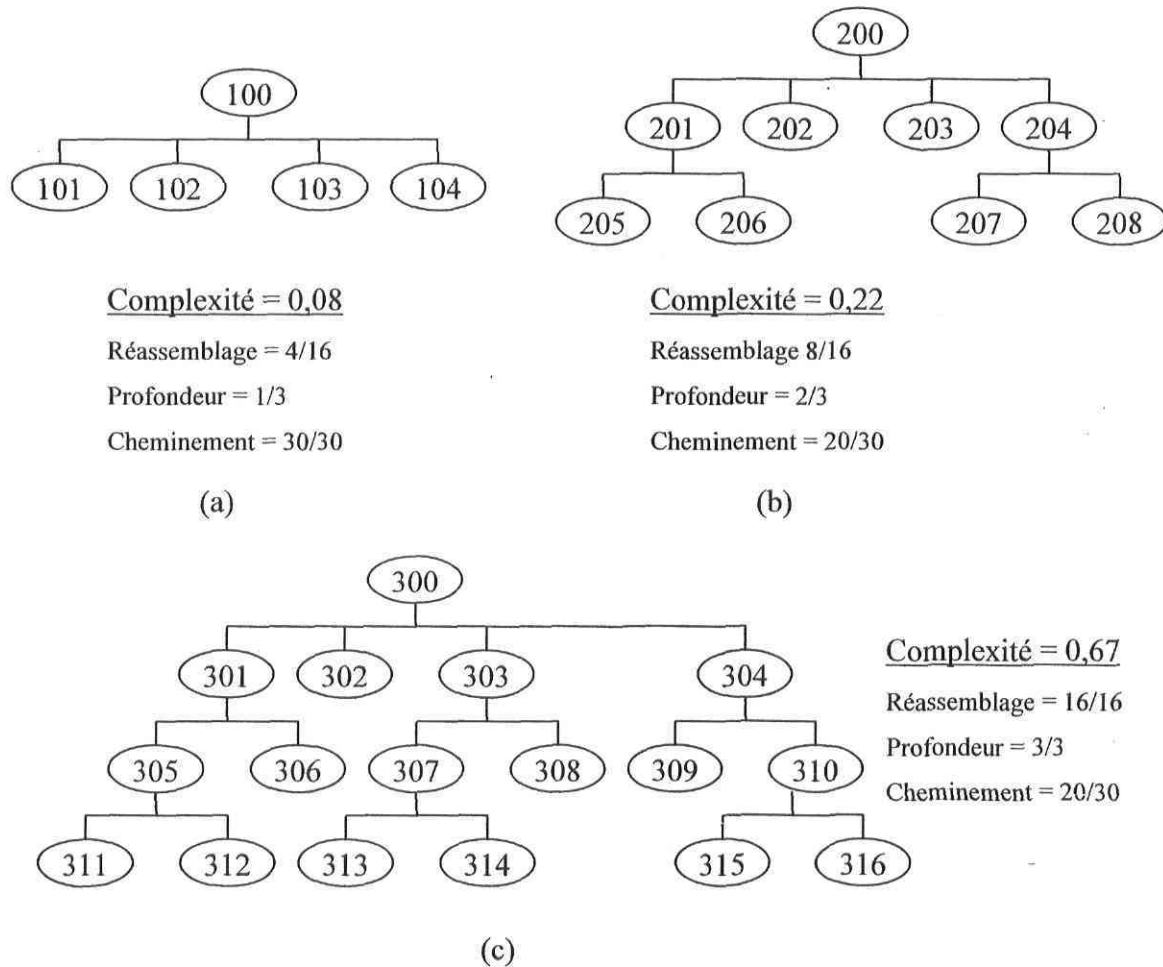 100
101 102 103 104
Complexité = 0,08
Réassemblage = 4/16
Profondeur = 1/3
Cheminement = 30/30
(a)
200
201 202 203 204
205 206 207 208
Complexité = 0,22
Réassemblage 8/16
Profondeur = 2/3
Cheminement = 20/30
(b)
300
301 302 303 304
305 306 307 308 309 310
311 312 313 314 315 316
Complexité = 0,67
Réassemblage = 16/16
Profondeur = 3/3
Cheminement = 20/30
(c)